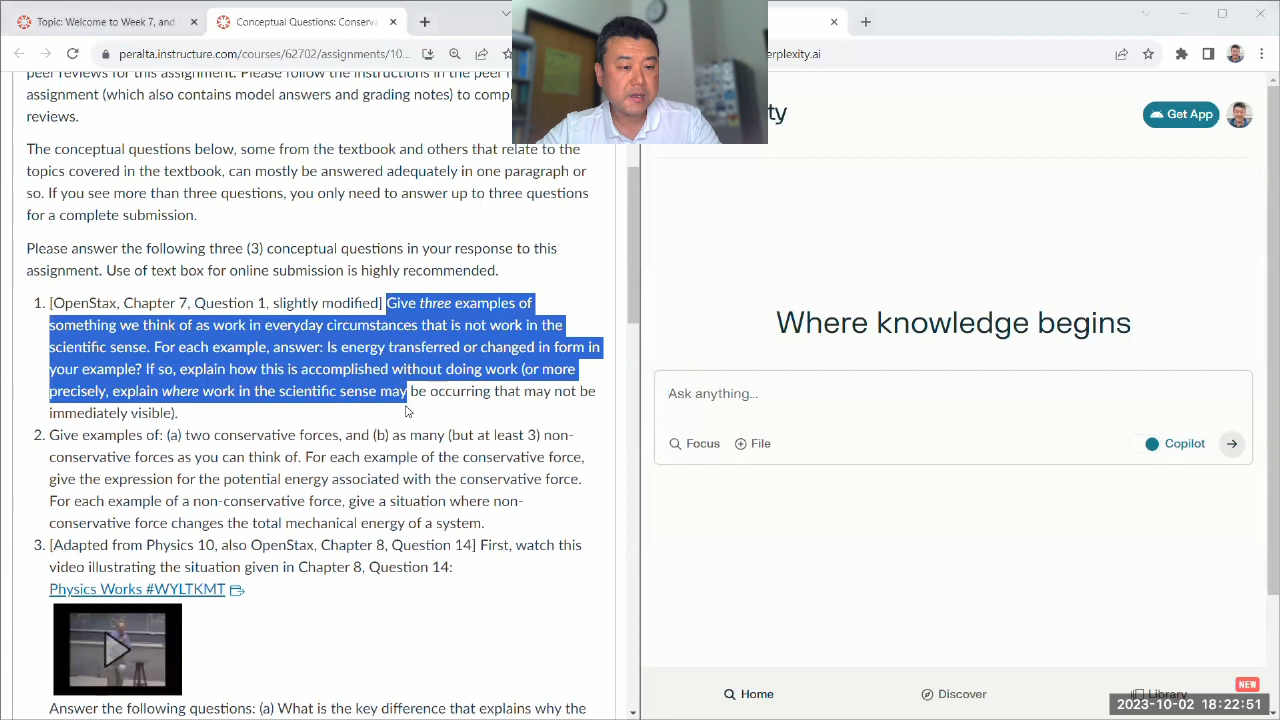 Topic: Welcome to Week 7, and
Conceptual Questions: Conserva
peralta.instructure.com/courses/62702/assignments/10...
erplexity.ai
peer reviews for this assignment. Please follow the instructions in the peer
assignment (which also contains model answers and grading notes) to
reviews.
The conceptual questions below, some from the textbook and others that relate to the
topics covered in the textbook, can mostly be answered adequately in one paragraph or
so. If you see more than three questions, you only need to answer up to three questions
for a complete submission.
Please answer the following three (3) conceptual questions in your response to this
assignment. Use of text box for online submission is highly recommended.
1. [OpenStax, Chapter 7, Question 1, slightly modified] Give three examples of
something we think of as work in everyday circumstances that is not work in the
scientific sense. For each example, answer: Is energy transferred or changed in form in
your example? If so, explain how this is accomplished without doing work (or more
precisely, explain where work in the scientific sense may be occurring that may not be
immediately visible).
2. Give examples of: (a) two conservative forces, and (b) as many (but at least 3) non-
conservative forces as you can think of. For each example of the conservative force,
give the expression for the potential energy associated with the conservative force.
For each example of a non-conservative force, give a situation where non-
conservative force changes the total mechanical energy of a system.
3. [Adapted from Physics 10, also OpenStax, Chapter 8, Question 14] First, watch this
video illustrating the situation given in Chapter 8, Question 14:
Physics Works #WYLTKMT
Answer the following questions: (a) What is the key difference that explains why the
ty
Get App
Where knowledge begins
Ask anything...
Focus
File
Copilot
Home
Discover
Library
NEW
2023-10-02 18:22:51